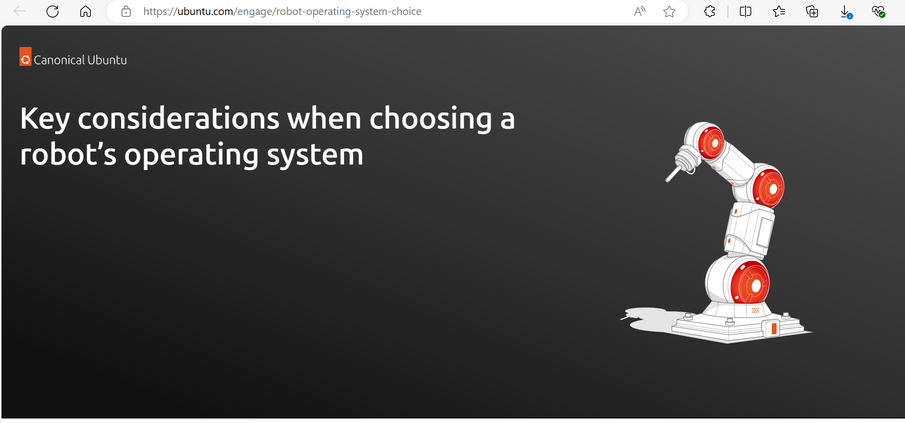 https://ubuntu.com/engage/robot-operating-system-choice
Canonical Ubuntu
Key considerations when choosing a
robot's operating system